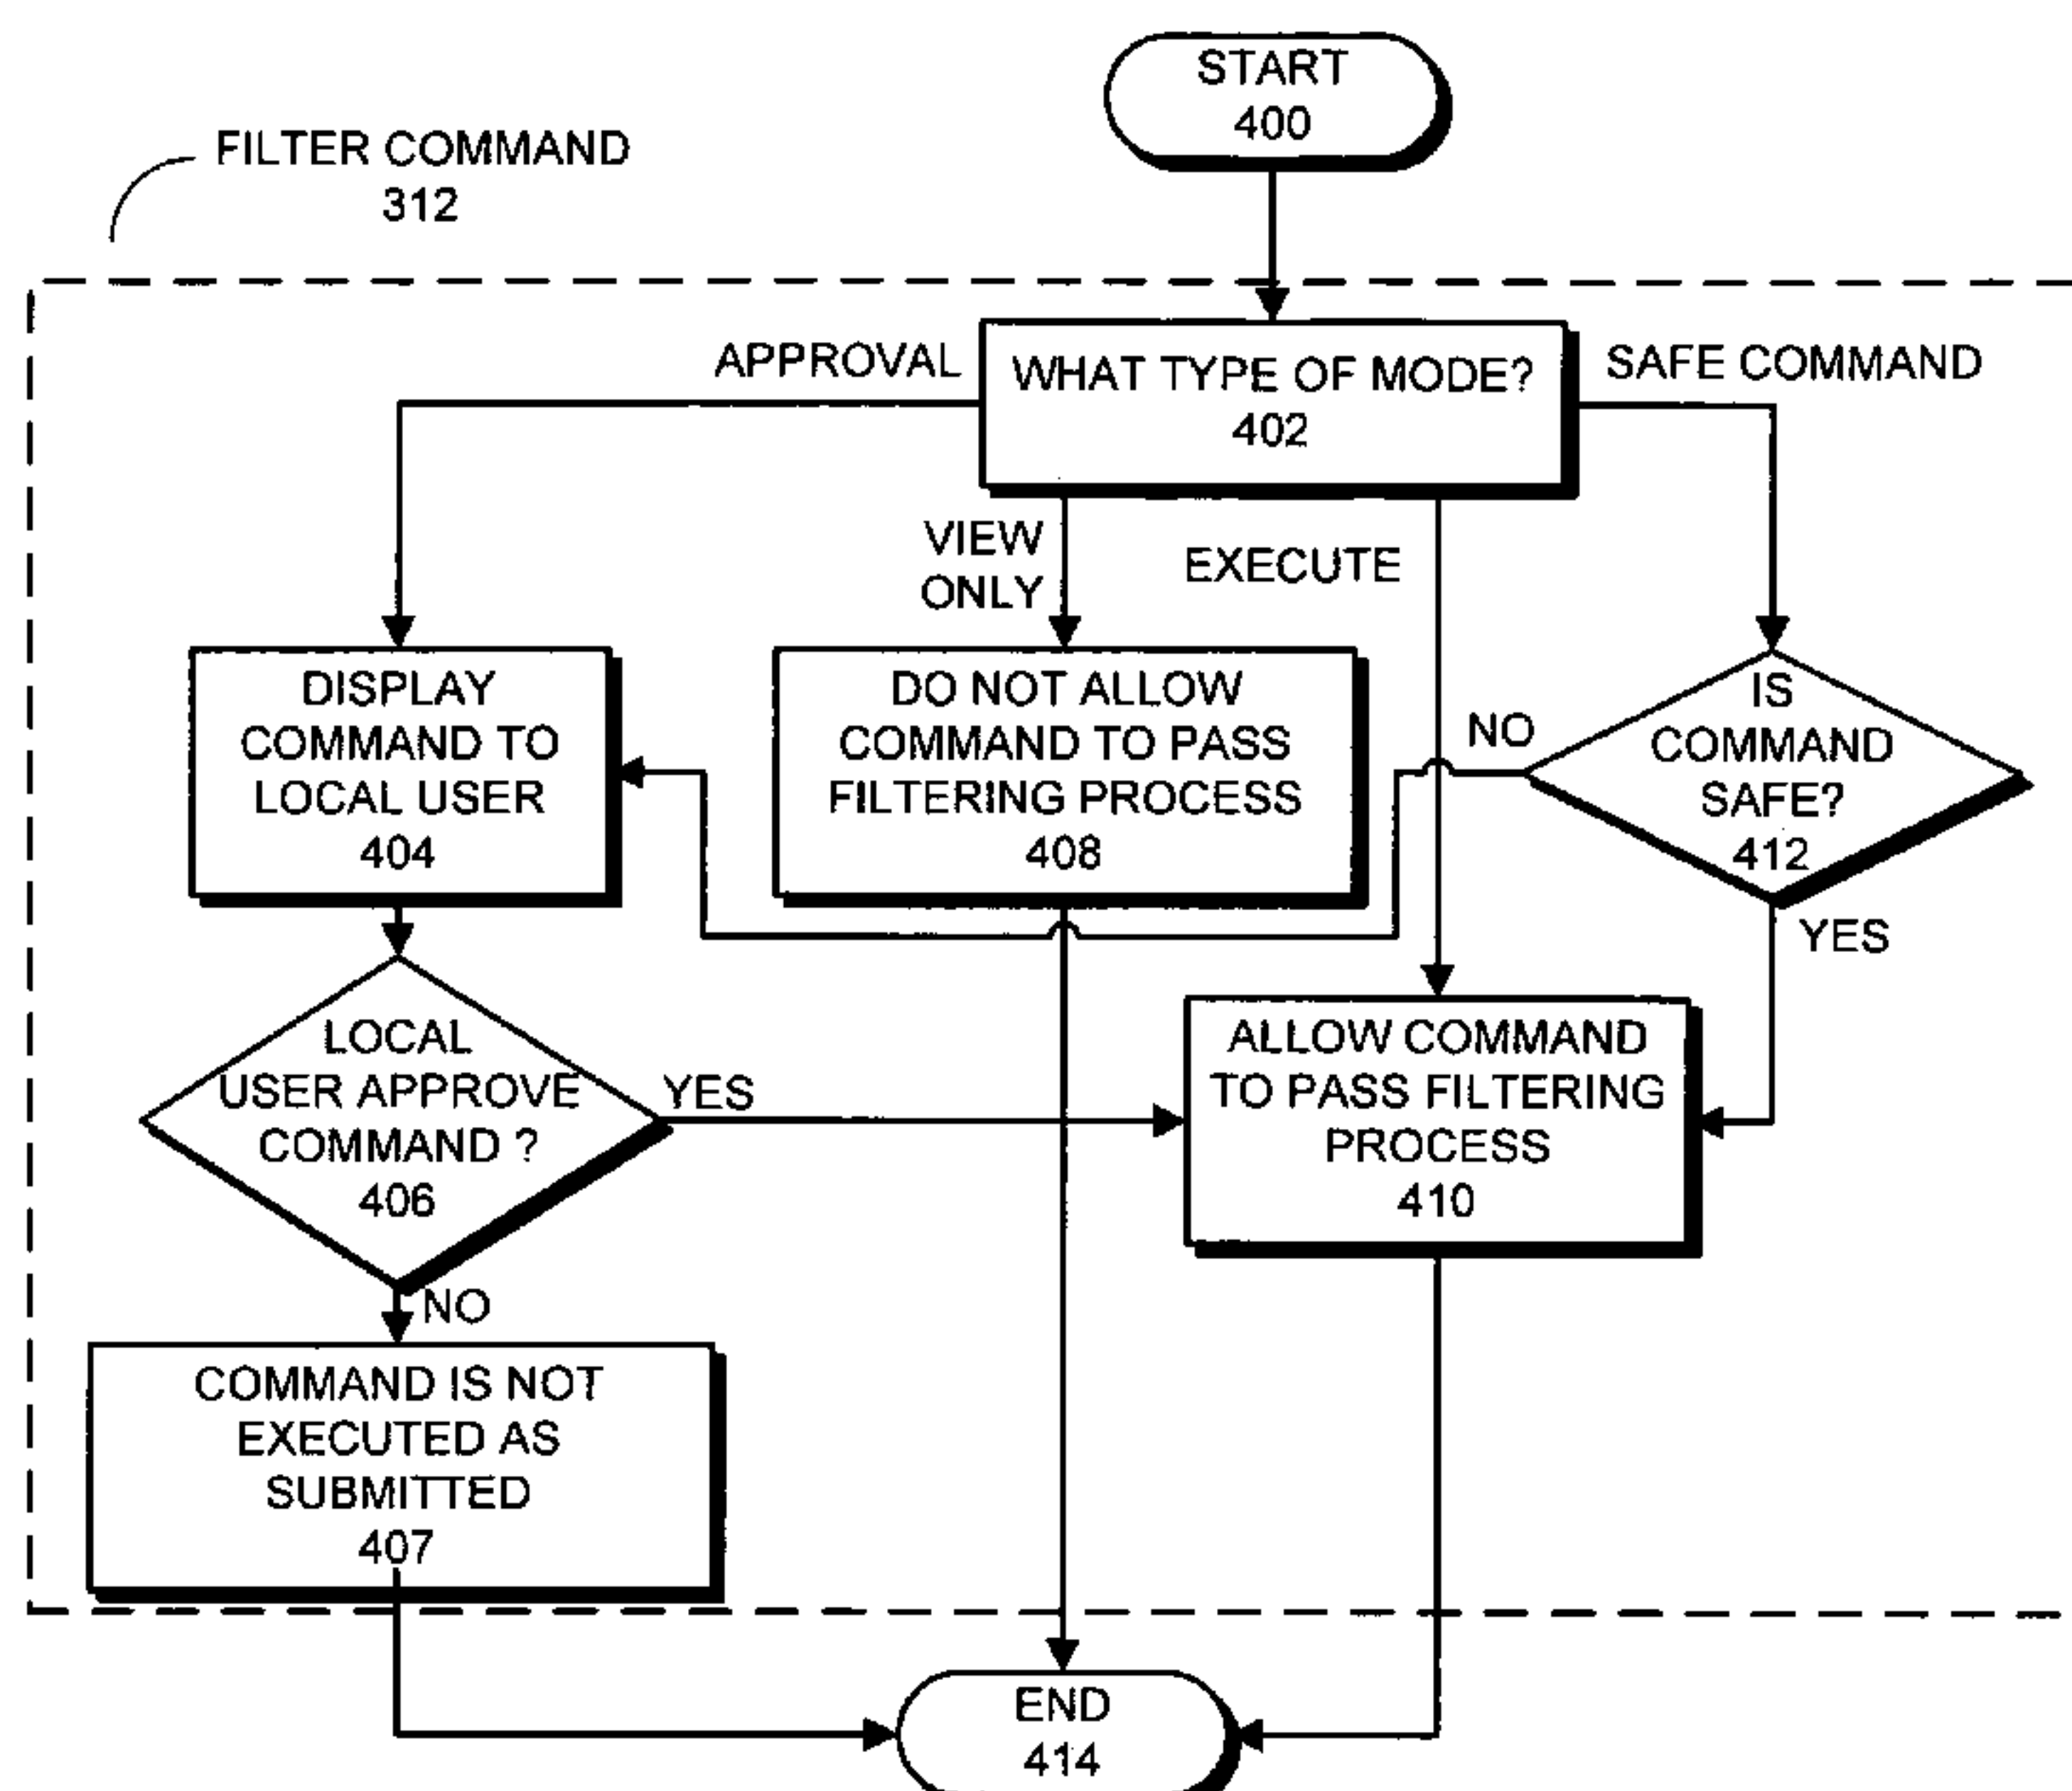 START
400
FILTER COMMAND
312
APPROVAL
WHAT TYPE OF MODE?
402
SAFE COMMAND
VIEW
ONLY
EXECUTE
DISPLAY
COMMAND TO
LOCAL USER
404
DO NOT ALLOW
COMMAND TO PASS
FILTERING PROCESS
408
NO
IS
COMMAND
SAFE?
412
YES
LOCAL
USER APPROVE
COMMAND ?
406
YES
ALLOW COMMAND
TO PASS FILTERING
PROCESS
410
NO
COMMAND IS NOT
EXECUTED AS
SUBMITTED
407
END
414